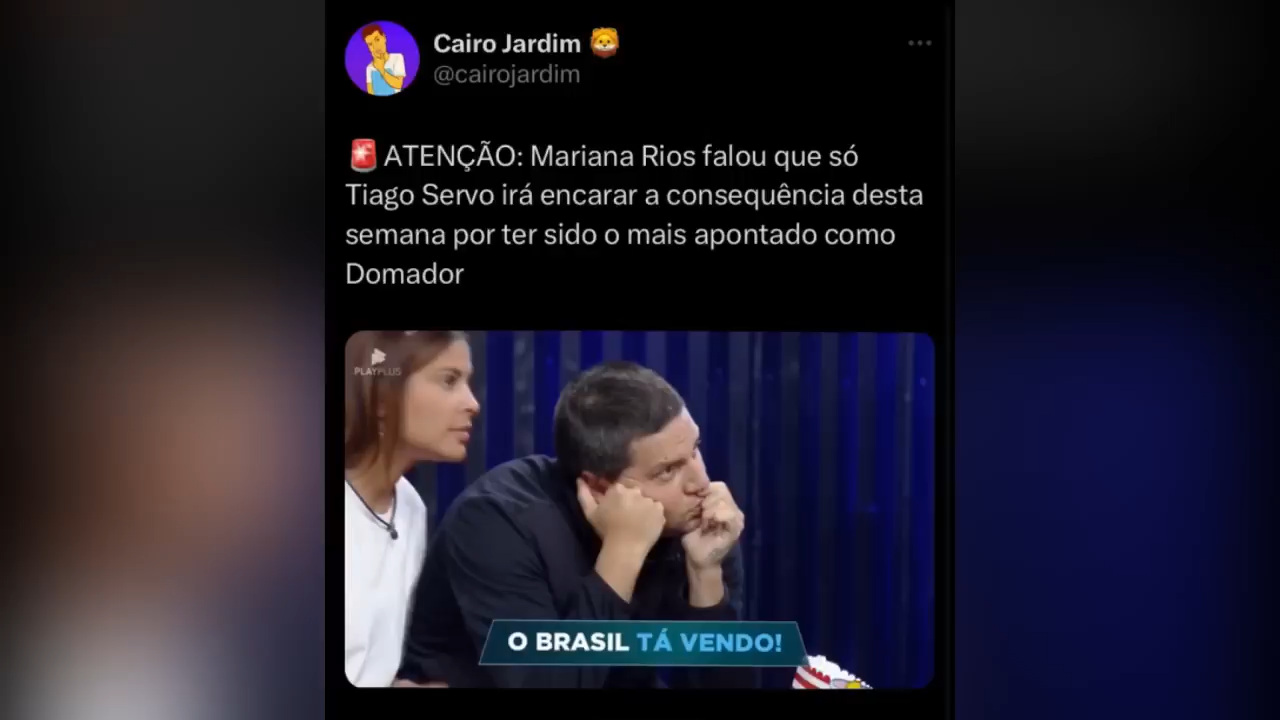 Cairo Jardim 🦁
@cairojardim
🚨ATENÇÃO: Mariana Rios falou que só
Tiago Servo irá encarar a consequência desta
semana por ter sido o mais apontado como
Domador
PLAYPLUS
O BRASIL TÁ VENDO!